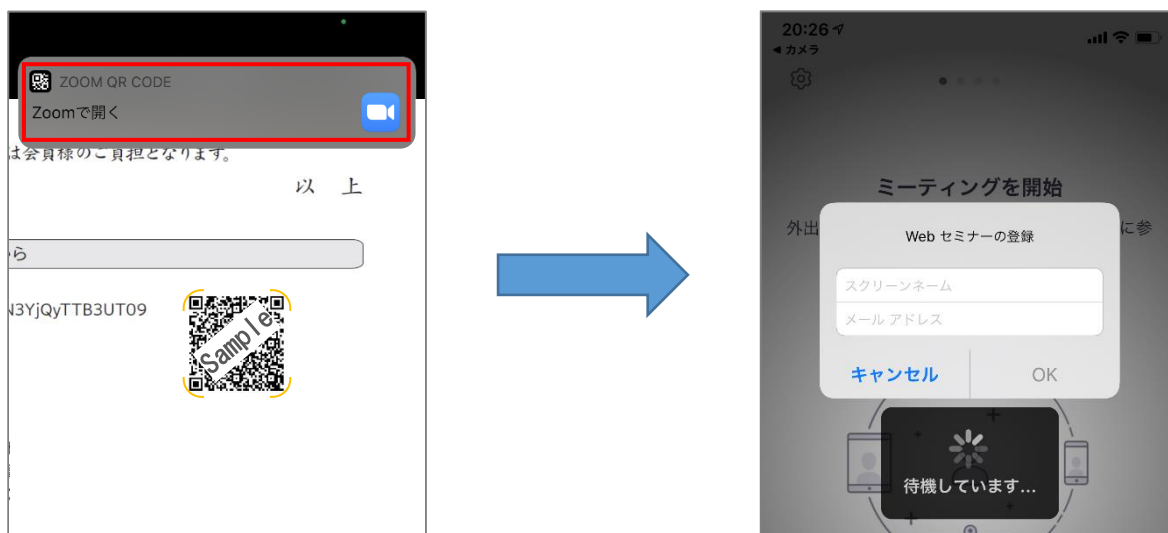 ZOOM QR CODE
Zoomで開く
は会員様のご負担となります。
以 上
ら
N3YjQyTTB3UT09
Sample
20:26
カメラ
ミーティングを開始
外出
に参
Web セミナーの登録
スクリーンネーム
メール アドレス
キャンセル
OK
待機しています...